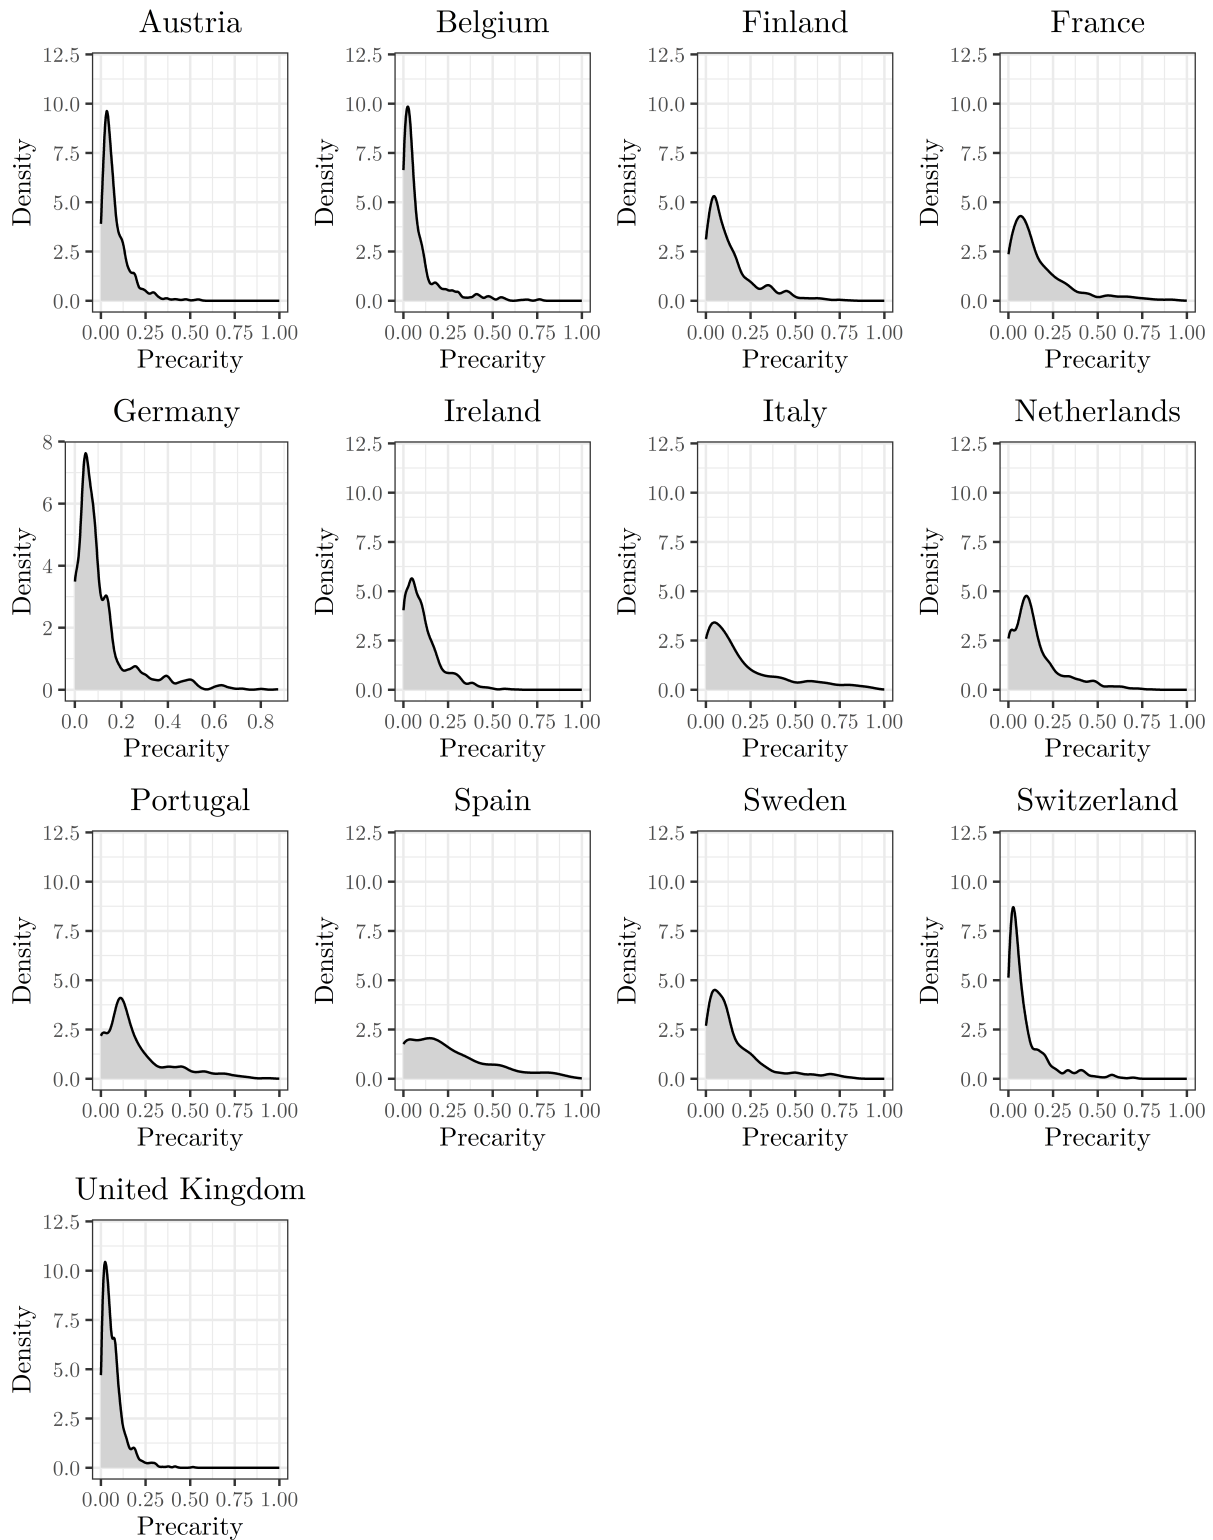 Austria Belgium Finland France
12.5 12.5 12.5 12.5
10.0 10.0 10.0 10.0
7.5 7.5 7.5 7.5
Density Density Density Density
5.0 5.0 5.0 5.0
2.5 2.5 2.5 2.5
0.0 0.0 0.0 0.0
0.00 0.25 0.50 0.75 1.00 0.00 0.25 0.50 0.75 1.00 0.00 0.25 0.50 0.75 1.00 0.00 0.25 0.50 0.75 1.00
Precarity Precarity Precarity Precarity
Germany Ireland Italy Netherlands
8 12.5 12.5 12.5
6 10.0 10.0 10.0
7.5 7.5 7.5
Density Density Density Density
4 5.0 5.0 5.0
2 2.5 2.5 2.5
0 0.0 0.0 0.0
0.0 0.2 0.4 0.6 0.8 0.00 0.25 0.50 0.75 1.00 0.00 0.25 0.50 0.75 1.00 0.00 0.25 0.50 0.75 1.00
Precarity Precarity Precarity Precarity
Portugal Spain Sweden Switzerland
12.5 12.5 12.5 12.5
10.0 10.0 10.0 10.0
7.5 7.5 7.5 7.5
Density Density Density Density
5.0 5.0 5.0 5.0
2.5 2.5 2.5 2.5
0.0 0.0 0.0 0.0
0.00 0.25 0.50 0.75 1.00 0.00 0.25 0.50 0.75 1.00 0.00 0.25 0.50 0.75 1.00 0.00 0.25 0.50 0.75 1.00
Precarity Precarity Precarity Precarity
United Kingdom
12.5
10.0
7.5
Density
5.0
2.5
0.0
0.00 0.25 0.50 0.75 1.00
Precarity